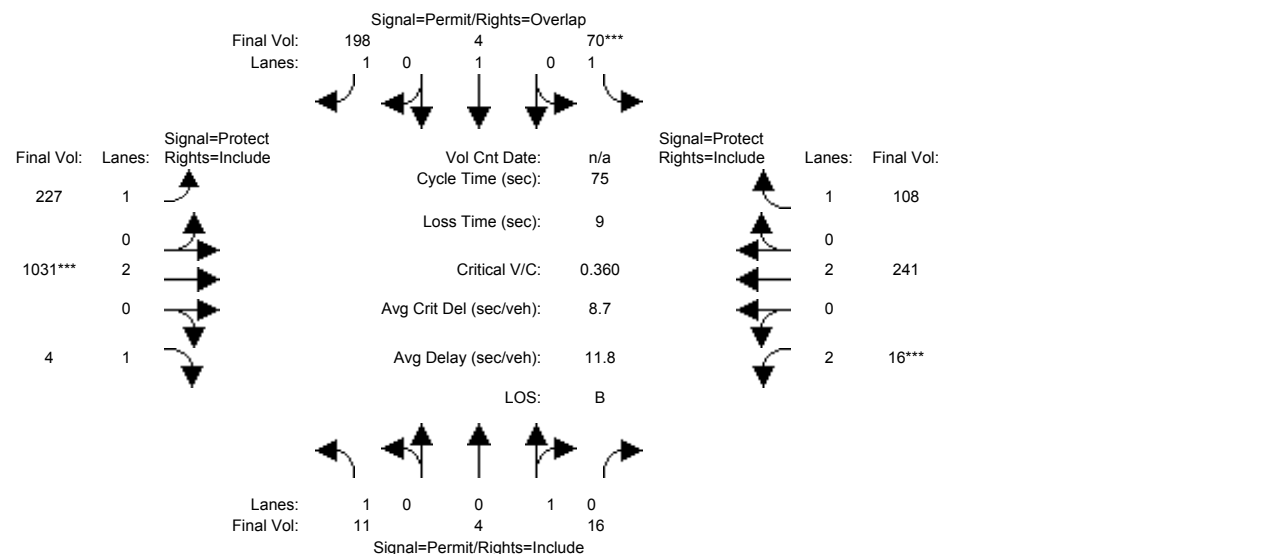 Signal=Permit/Rights=Overlap
Final Vol: 198 4 70***
Lanes: 1 0 1 0 1
Signal=Protect
Final Vol: Lanes: Rights=Include
Vol Cnt Date: n/a
Signal=Protect
Rights=Include Lanes: Final Vol:
Cycle Time (sec): 75
227 1
1 108
Loss Time (sec): 9
0
0
1031*** 2
Critical V/C: 0.360
2 241
0
Avg Crit Del (sec/veh): 8.7
0
4 1
Avg Delay (sec/veh): 11.8
2 16***
LOS: B
Lanes: 1 0 0 1 0
Final Vol: 11 4 16
Signal=Permit/Rights=Include